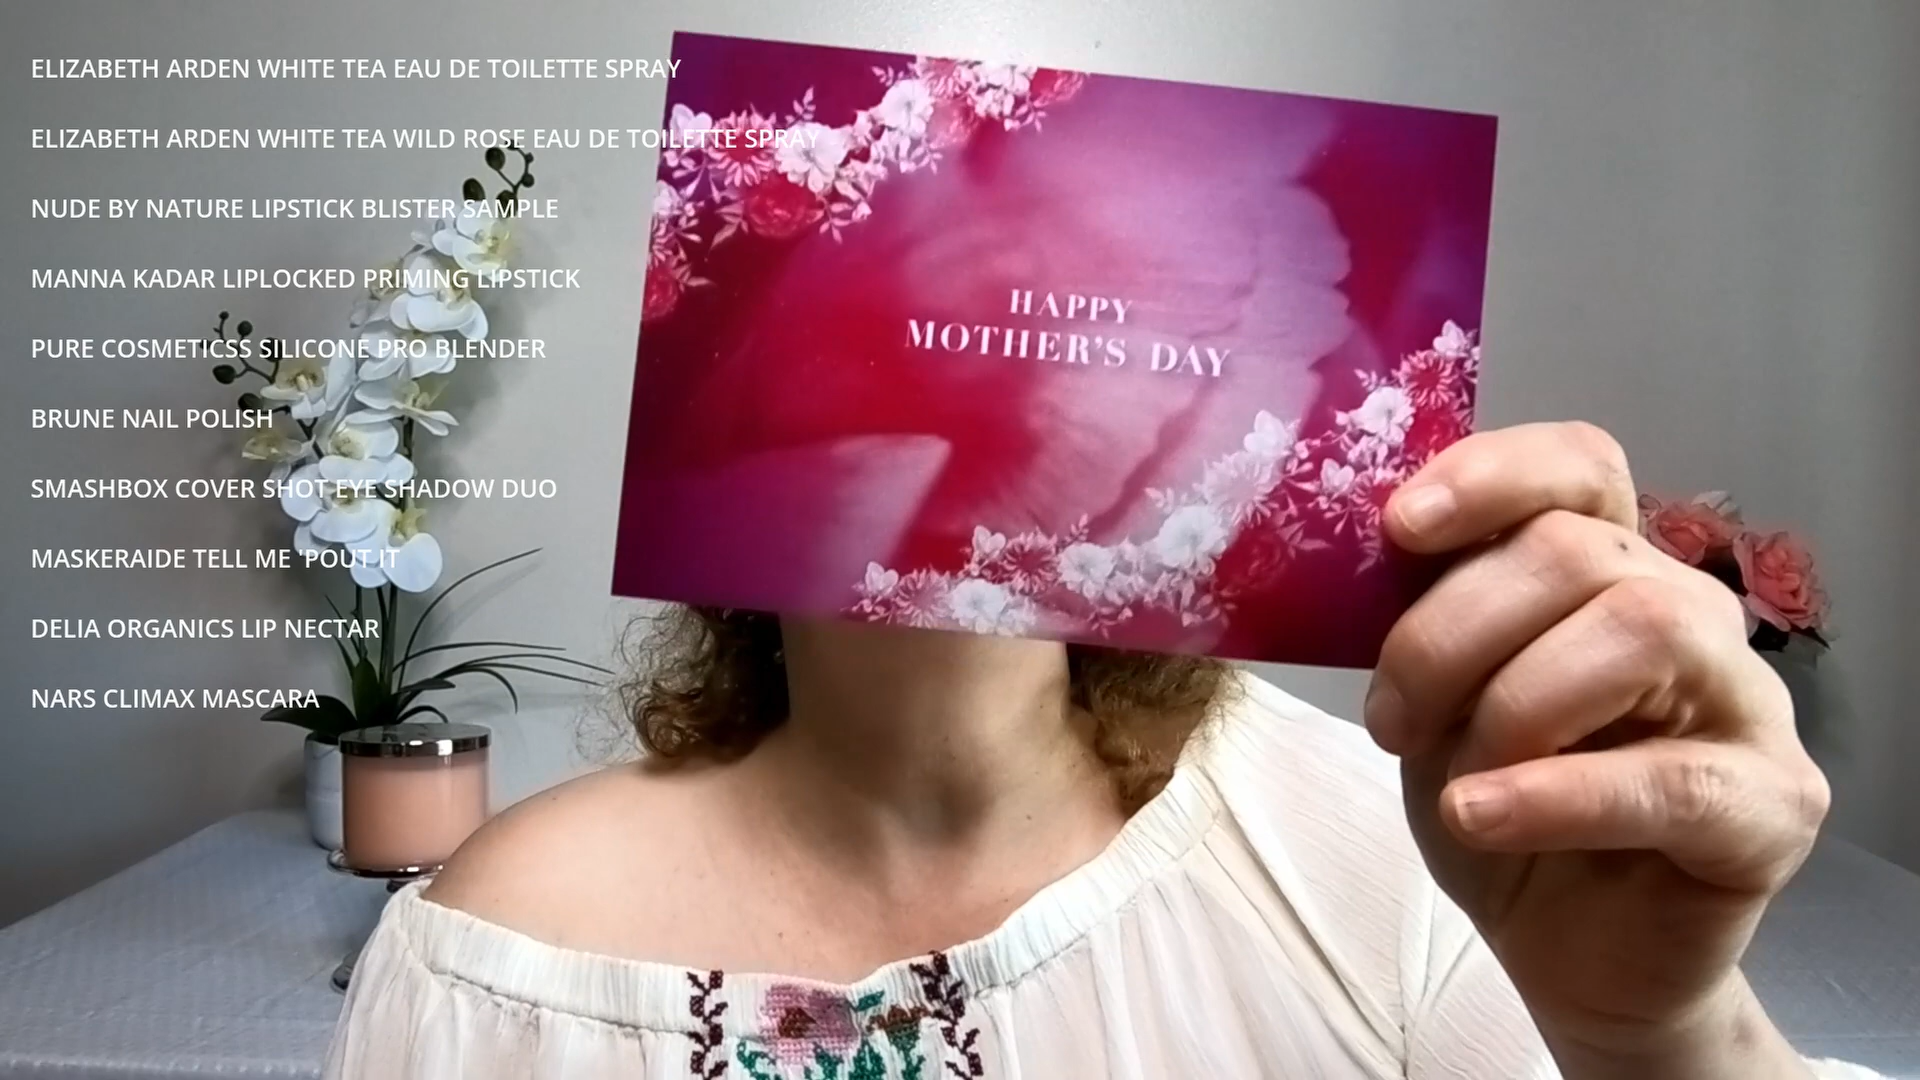 ELIZABETH ARDEN WHITE TEA EAU DE TOILETTE SPRAY
ELIZABETH ARDEN WHITE TEA WILD ROSE EAU DE TOILETTE SPRAY
NUDE BY NATURE LIPSTICK BLISTER SAMPLE
MANNA KADAR LIPLOCKED PRIMING LIPSTICK
PURE COSMETICSS SILICONE PRO BLENDER
BRUNE NAIL POLISH
SMASHBOX COVER SHOT EYE SHADOW DUO
MASKERAIDE TELL ME 'POUT IT
DELIA ORGANICS LIP NECTAR
NARS CLIMAX MASCARA
HAPPY
MOTHER'S DAY